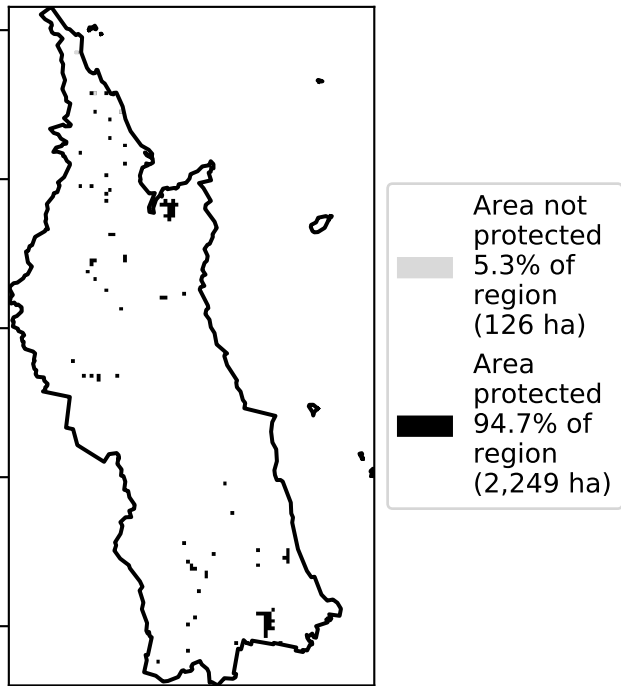 Area not
protected
5.3% of
region
(126 ha)
Area
protected
94.7% of
region
(2,249 ha)